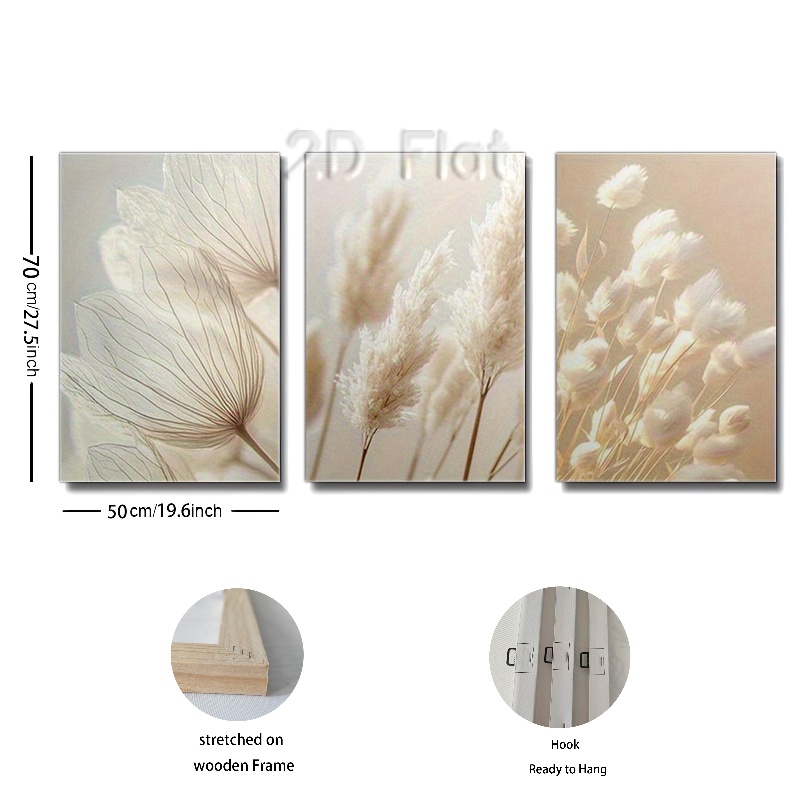 2D Flat
70 cm/27.5inch
50 cm/19.6inch
stretched on
wooden Frame
Hook
Ready to Hang